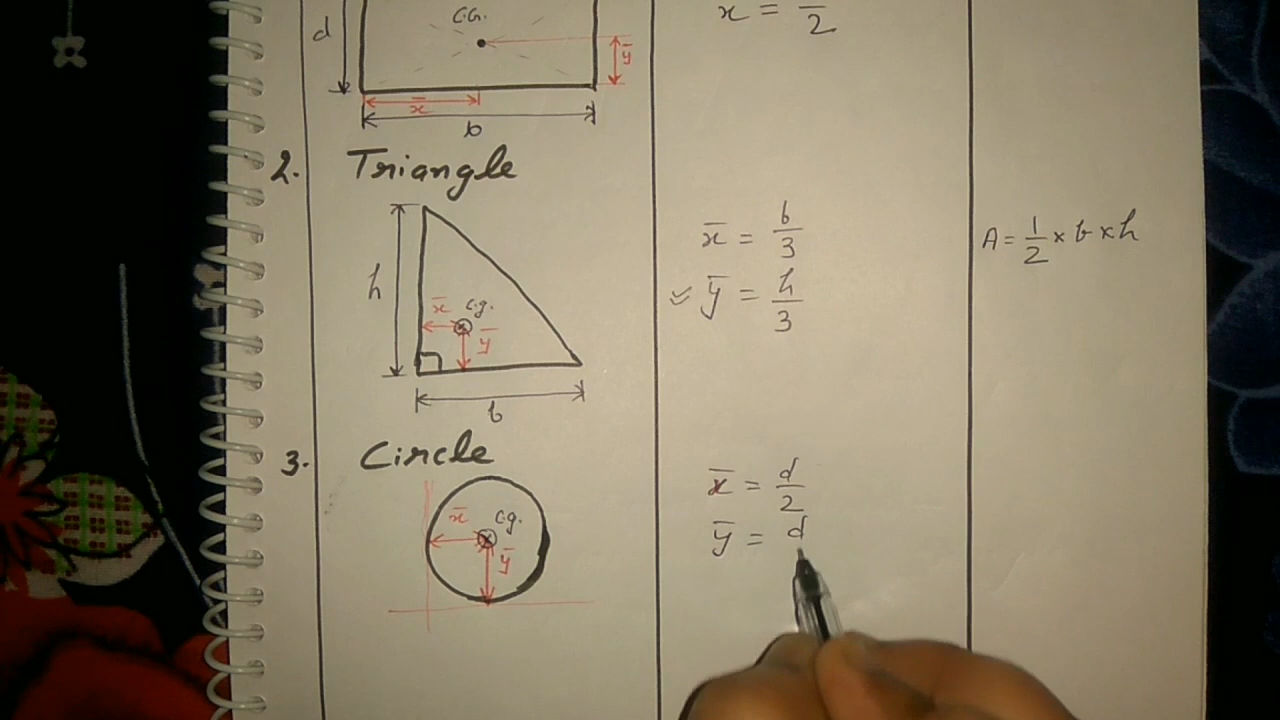 d
C.G.
ȳ
x̄
b
x = /2
2. Triangle
h
x̄ c.g.
ȳ
b
x̄ = b/3
ȳ = h/3
A = 1/2 × b × h
3. Circle
x̄ c.g.
ȳ
x̄ = d/2
ȳ = d